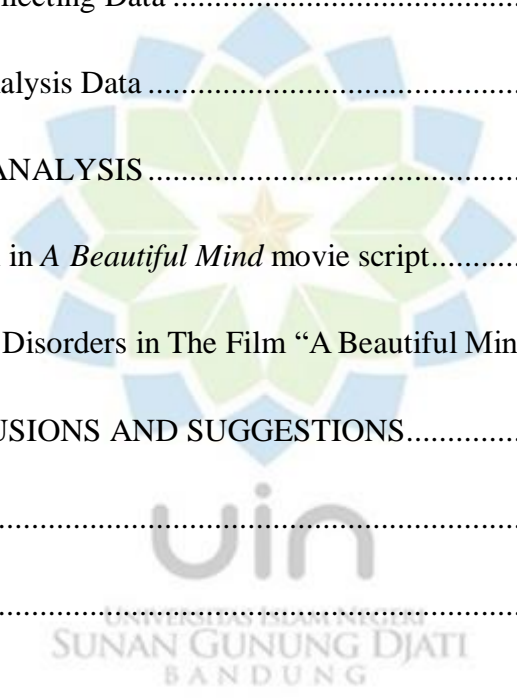 llecting Data ..........................................
alysis Data ............................................
ANALYSIS ............................................
in A Beautiful Mind movie script..........
Disorders in The Film “A Beautiful Min
USIONS AND SUGGESTIONS.............
............................................................
uin
............................................................
UNIVERSITAS ISLAM NEGERI
SUNAN GUNUNG DJATI
BANDUNG